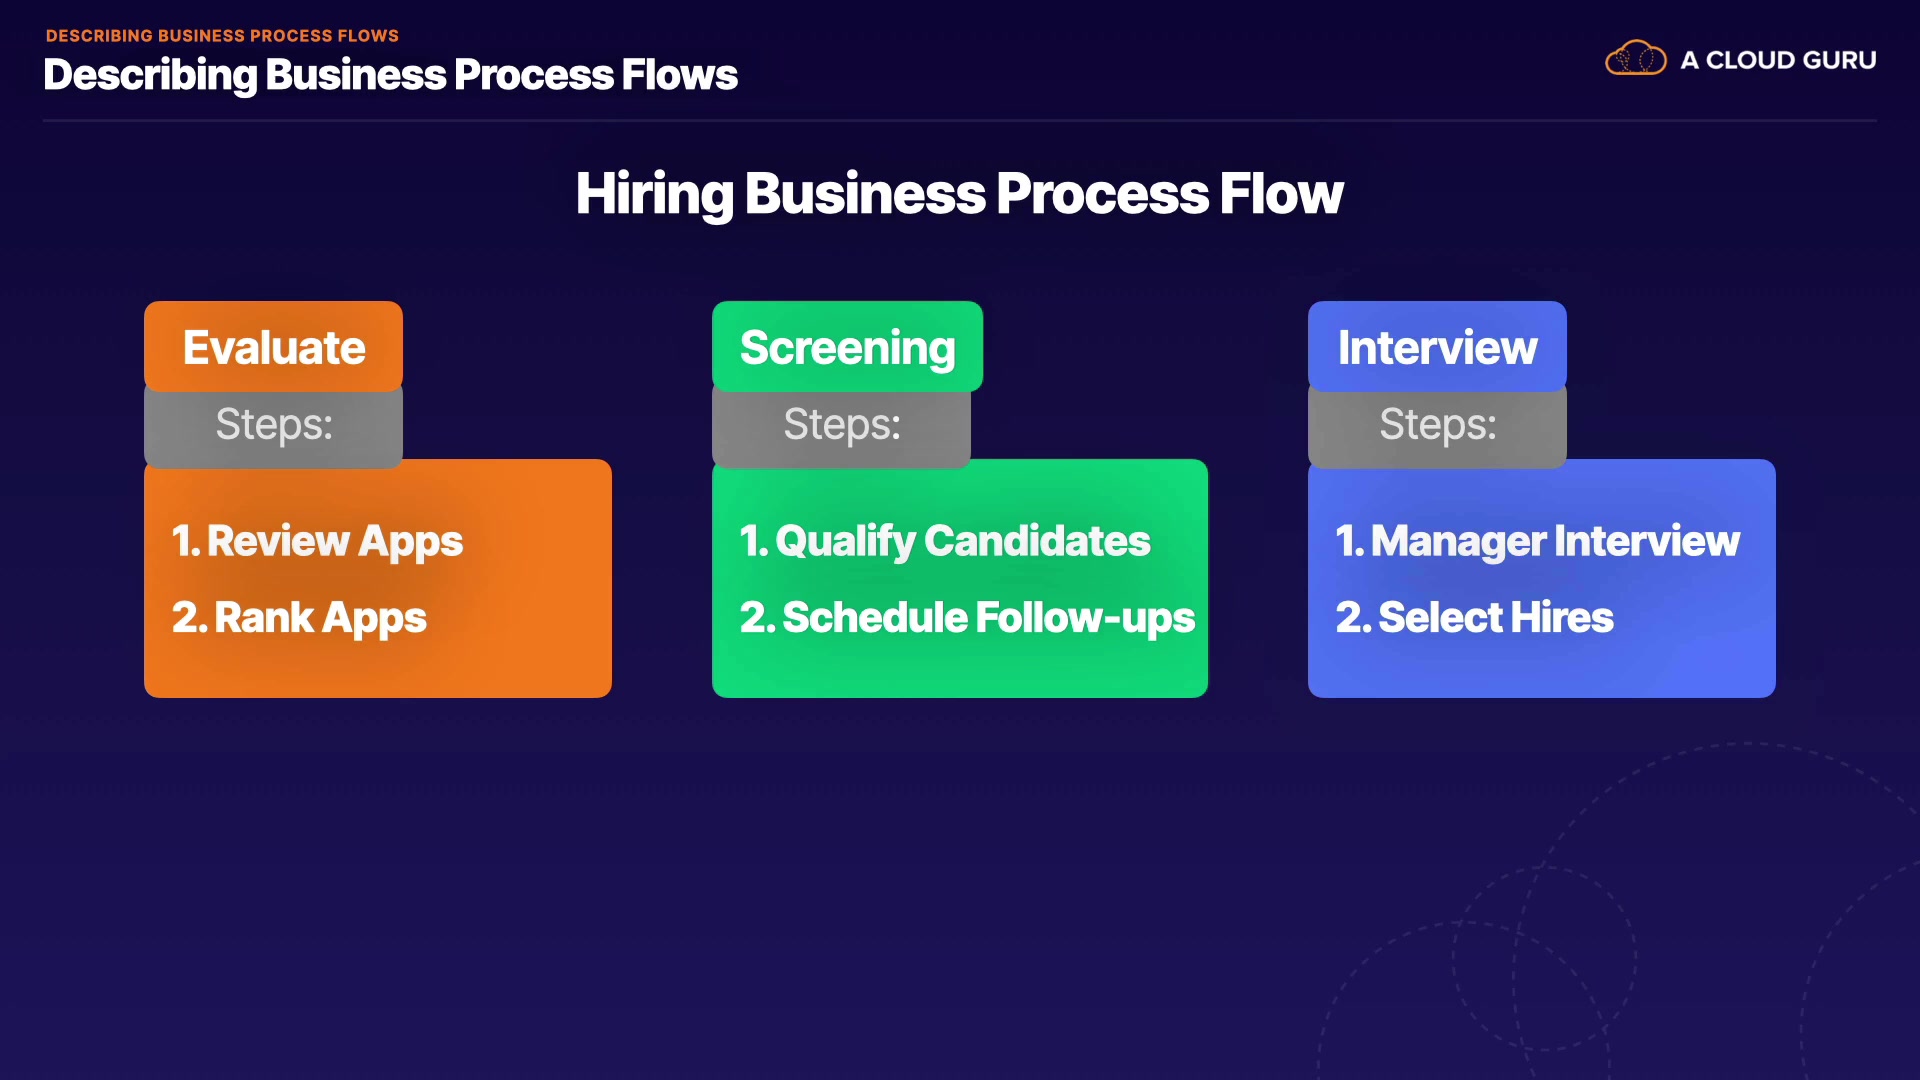 DESCRIBING BUSINESS PROCESS FLOWS
Describing Business Process Flows
A CLOUD GURU
Hiring Business Process Flow
Evaluate
Steps:
1. Review Apps
2. Rank Apps
Screening
Steps:
1. Qualify Candidates
2. Schedule Follow-ups
Interview
Steps:
1. Manager Interview
2. Select Hires